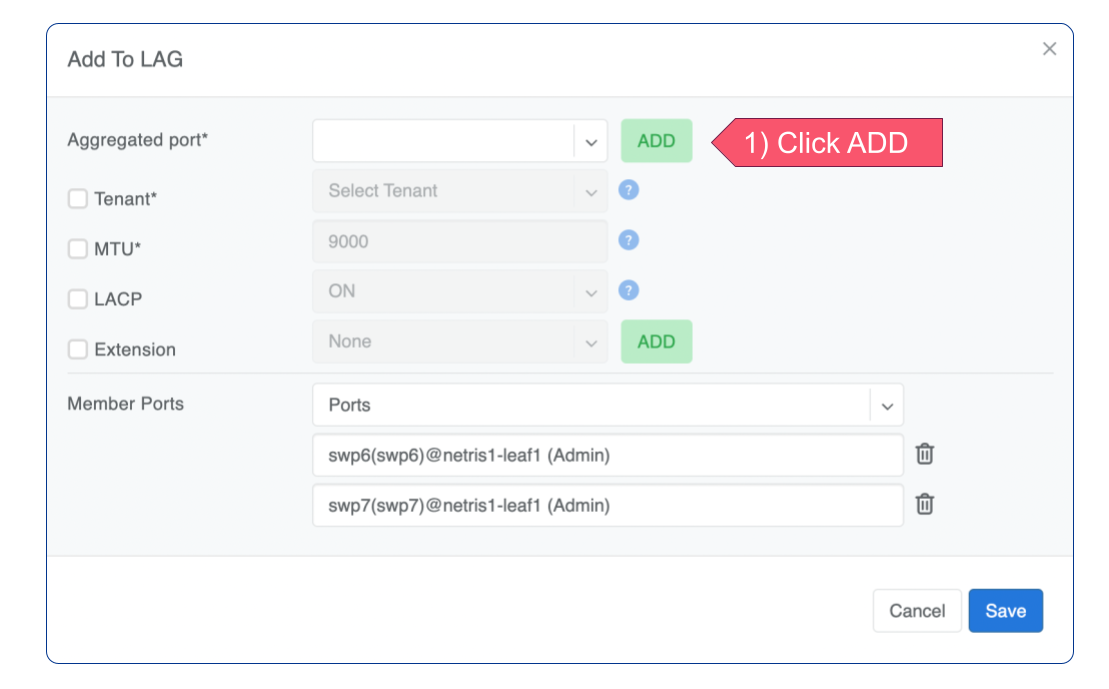 Add To LAG
×
Aggregated port*
ADD
1) Click ADD
Tenant*
Select Tenant
?
MTU*
9000
?
LACP
ON
?
Extension
None
ADD
Member Ports
Ports
swp6(swp6)@netris1-leaf1 (Admin)
swp7(swp7)@netris1-leaf1 (Admin)
Cancel
Save